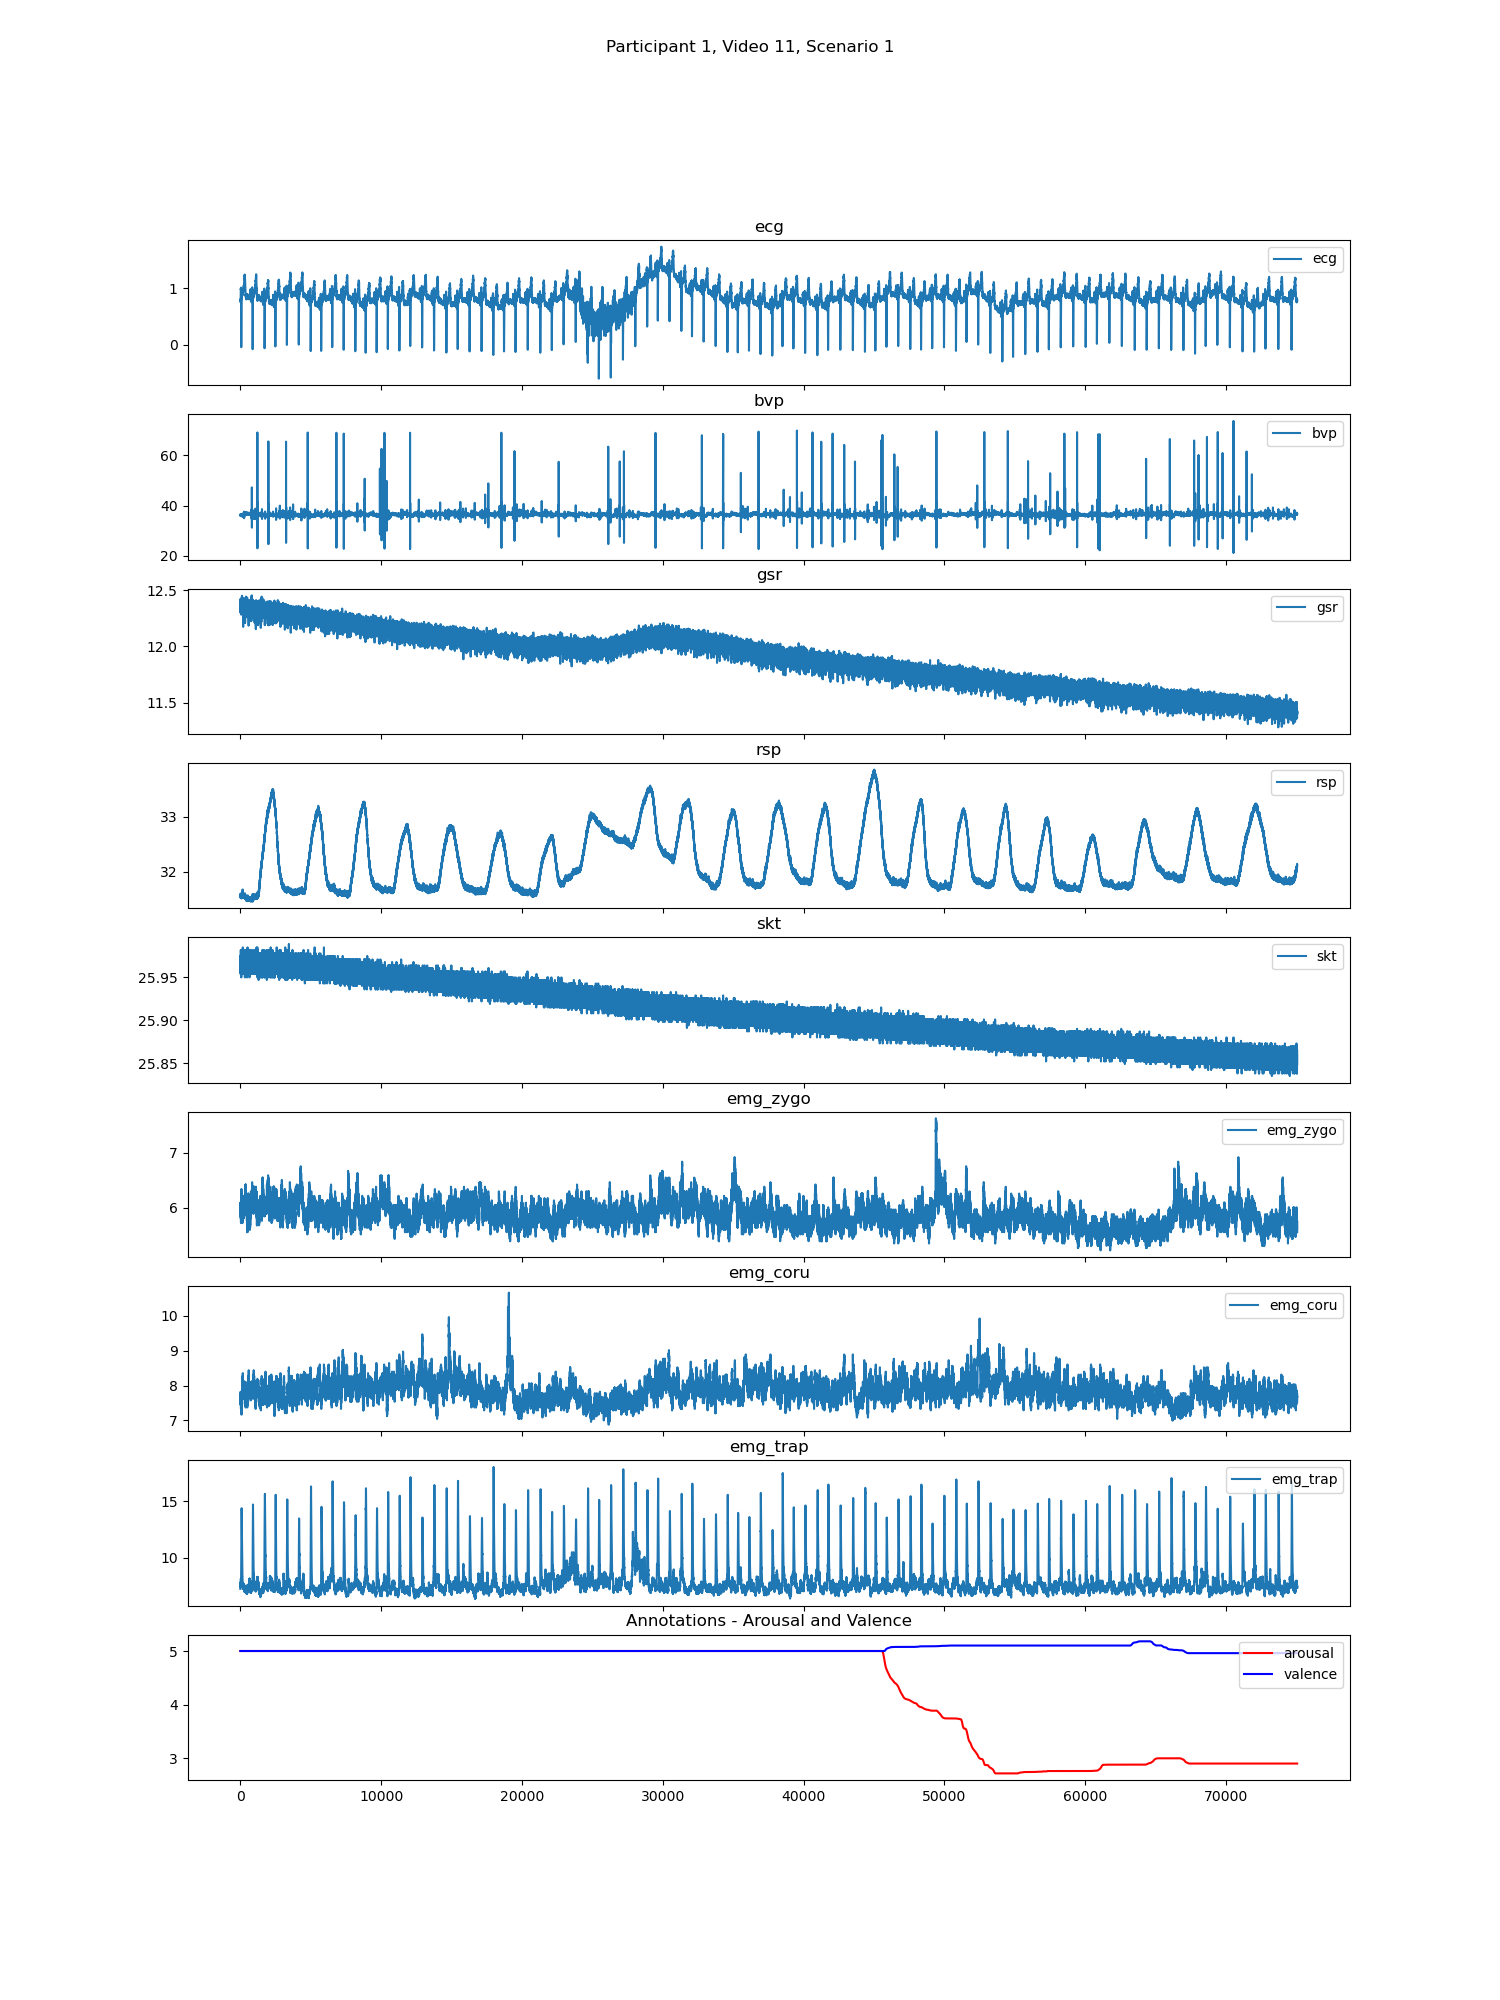 Participant 1, Video 11, Scenario 1
ecg
ecg
1
0
bvp
bvp
60
40
20
gsr
gsr
12.5
12.0
11.5
rsp
rsp
33
32
skt
skt
25.95
25.90
25.85
emg_zygo
emg_zygo
7
6
emg_coru
emg_coru
10
9
8
7
emg_trap
emg_trap
15
10
Annotations - Arousal and Valence
arousal
valence
5
4
3
0 10000 20000 30000 40000 50000 60000 70000